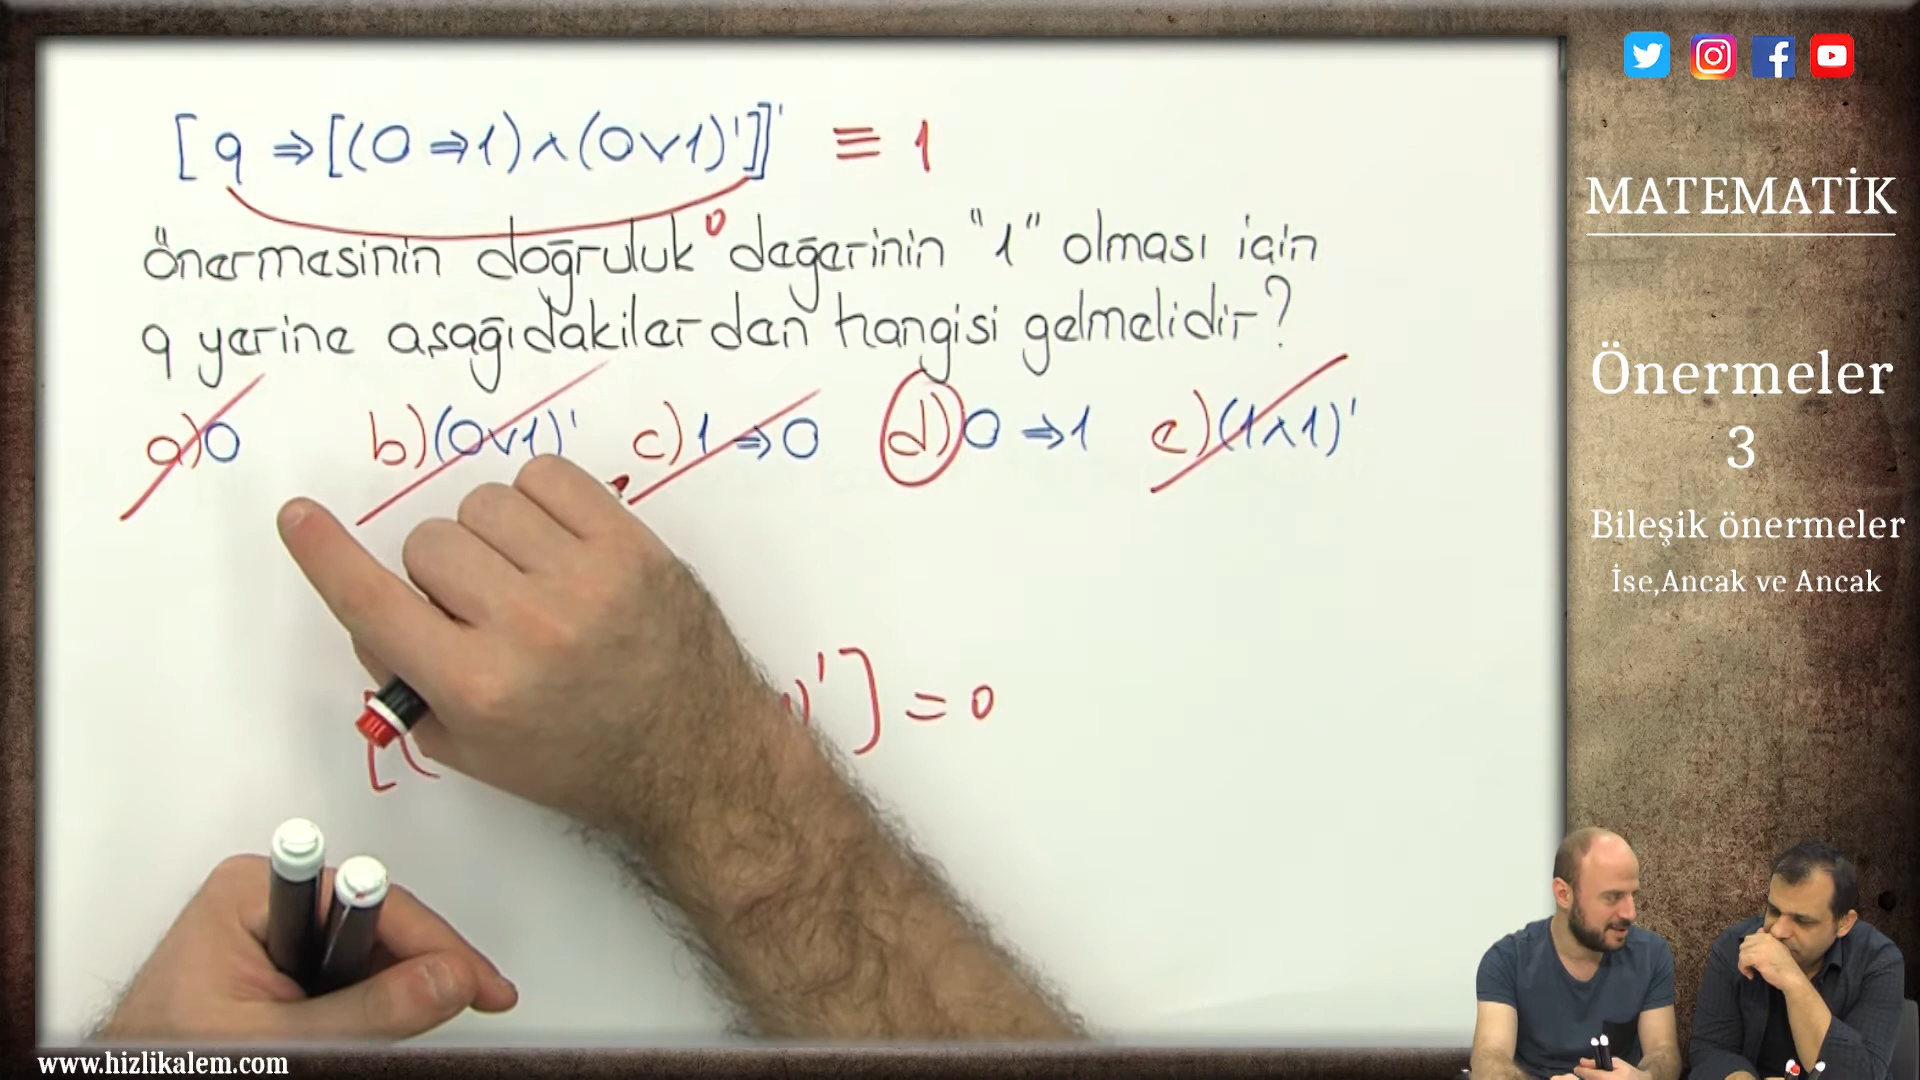 [q ⇒[(0 ⇒1)∧(0∨1)']]' ≡ 1
0
önermesinin doğruluk değerinin "1" olması için
q yerine aşağıdakilerden hangisi gelmelidir?
a) 0 b) (0∨1)' c) 1 ⇒ 0 d) 0 ⇒1 e) (1∧1)'
)'] = 0
MATEMATİK
Önermeler
3
Bileşik önermeler
İse,Ancak ve Ancak
www.hizlikalem.com